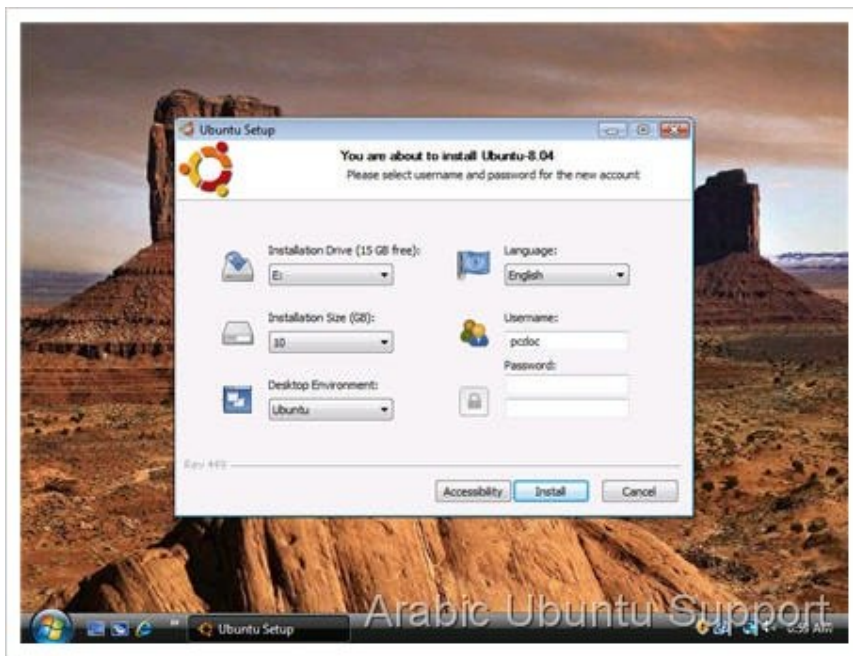 Ubuntu Setup
You are about to install Ubuntu-8.04
Please select username and password for the new account
Installation Drive (15 GB free):
E:
Language:
English
Installation Size (GB):
10
Username:
pcdoc
Password:
Desktop Environment:
Ubuntu
Rev 449
Accessibility
Install
Cancel
Arabic Ubuntu Support
Ubuntu Setup